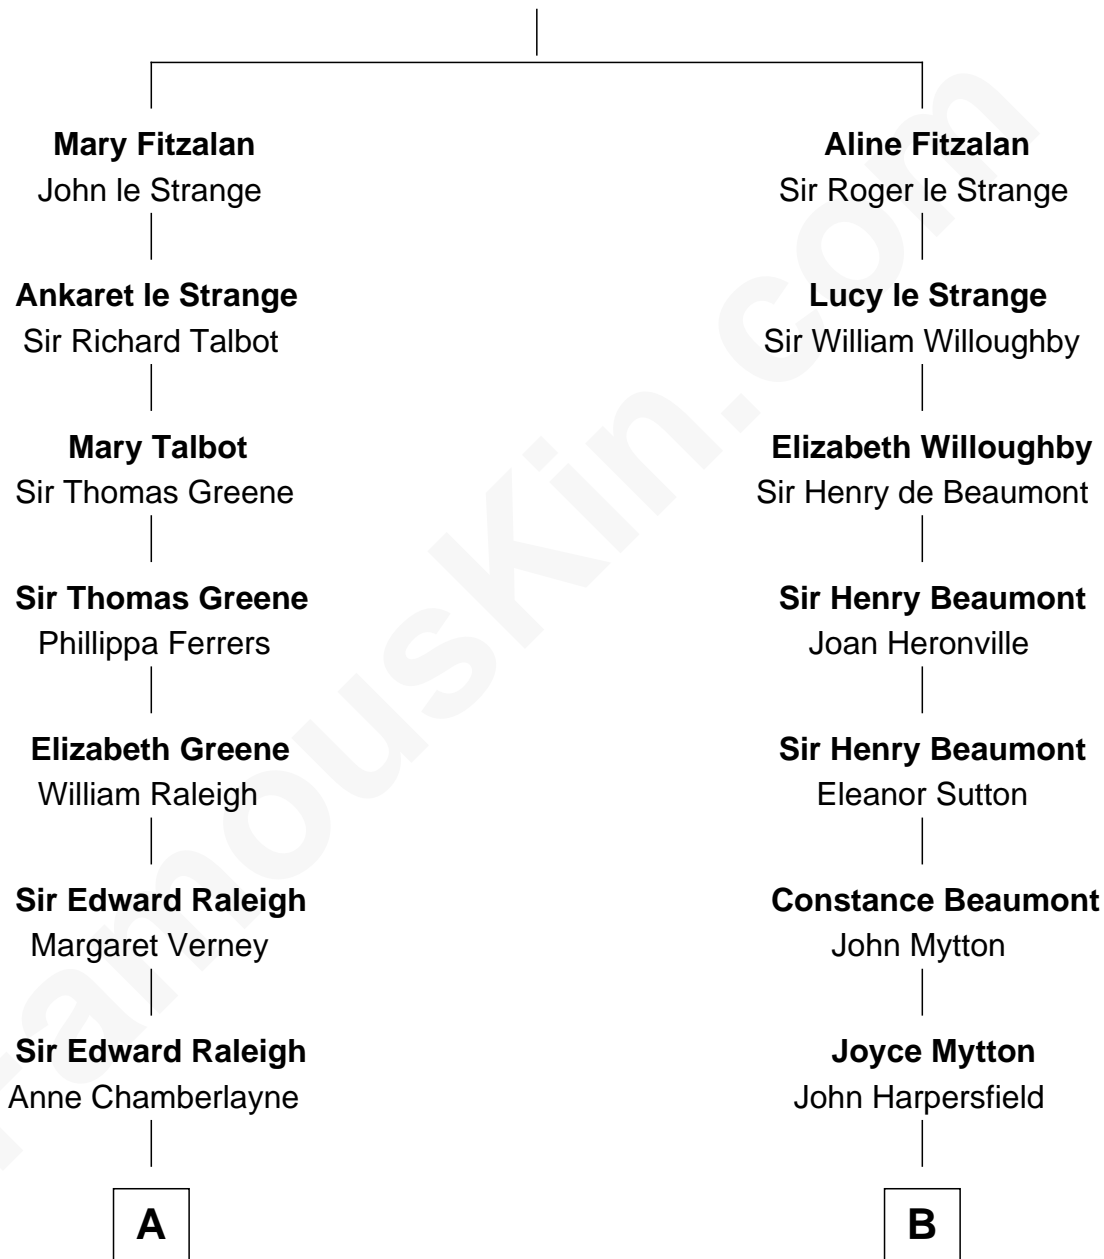 Mary Fitzalan
John le Strange
Ankaret le Strange
Sir Richard Talbot
Mary Talbot
Sir Thomas Greene
Sir Thomas Greene
Phillippa Ferrers
Elizabeth Greene
William Raleigh
Sir Edward Raleigh
Margaret Verney
Sir Edward Raleigh
Anne Chamberlayne
A
Aline Fitzalan
Sir Roger le Strange
Lucy le Strange
Sir William Willoughby
Elizabeth Willoughby
Sir Henry de Beaumont
Sir Henry Beaumont
Joan Heronville
Sir Henry Beaumont
Eleanor Sutton
Constance Beaumont
John Mytton
Joyce Mytton
John Harpersfield
B
FamousKin.com